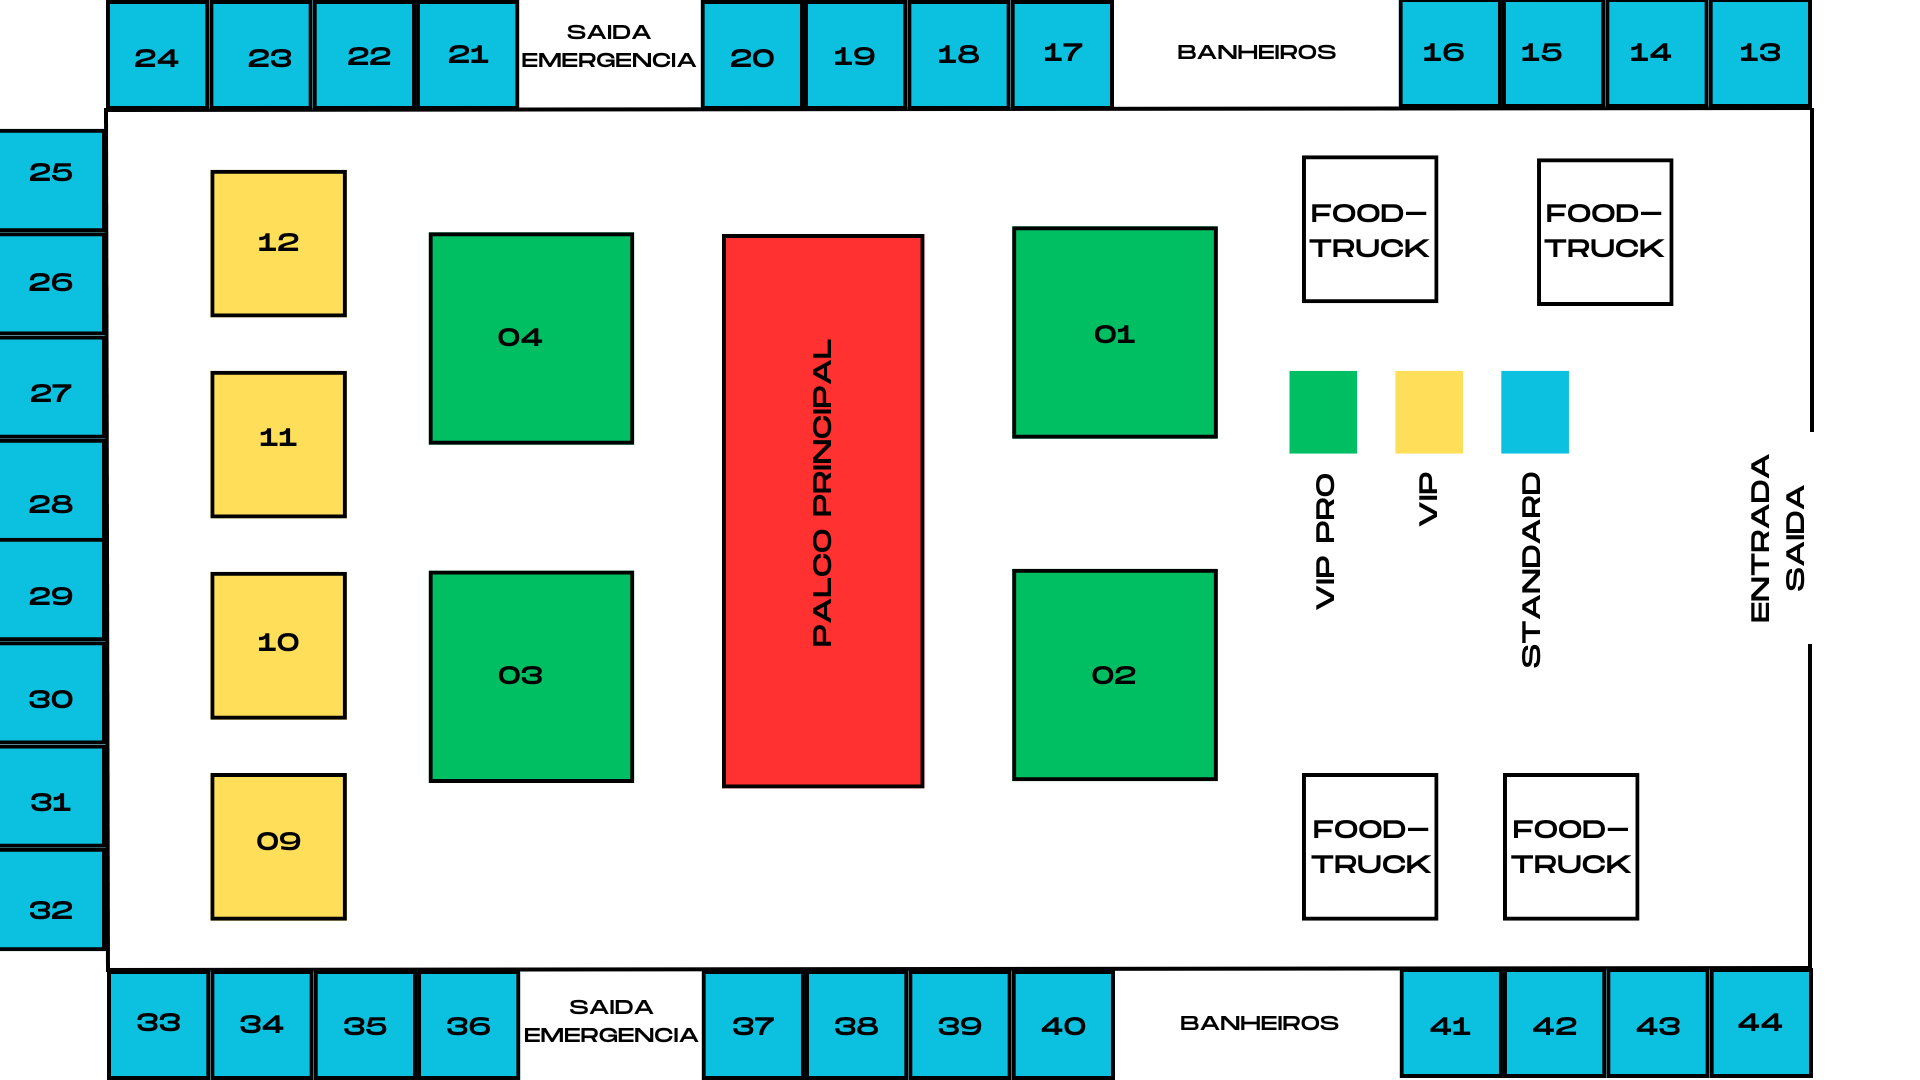 24
23
22
21
SAIDA
EMERGENCIA
20
19
18
17
BANHEIROS
16
15
14
13
25
26
27
28
29
30
31
32
12
11
10
09
04
03
PALCO PRINCIPAL
01
02
FOOD-
TRUCK
FOOD-
TRUCK
VIP PRO
VIP
STANDARD
ENTRADA
SAIDA
FOOD-
TRUCK
FOOD-
TRUCK
33
34
35
36
SAIDA
EMERGENCIA
37
38
39
40
BANHEIROS
41
42
43
44